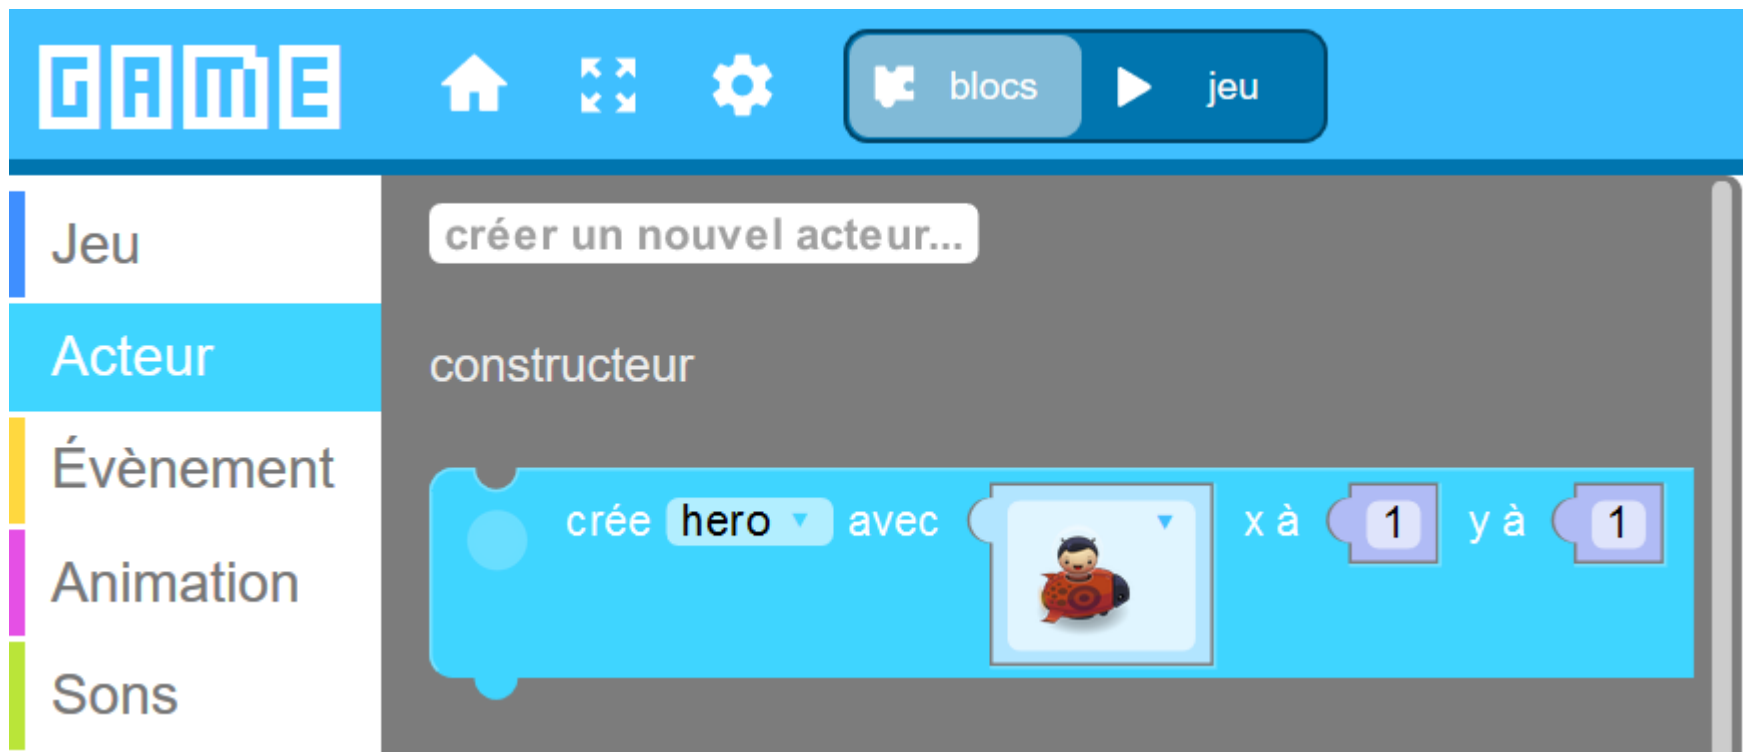 GAME blocs jeu
Jeu
créer un nouvel acteur...
Acteur
constructeur
Évènement
crée hero avec x à 1 y à 1
Animation
Sons